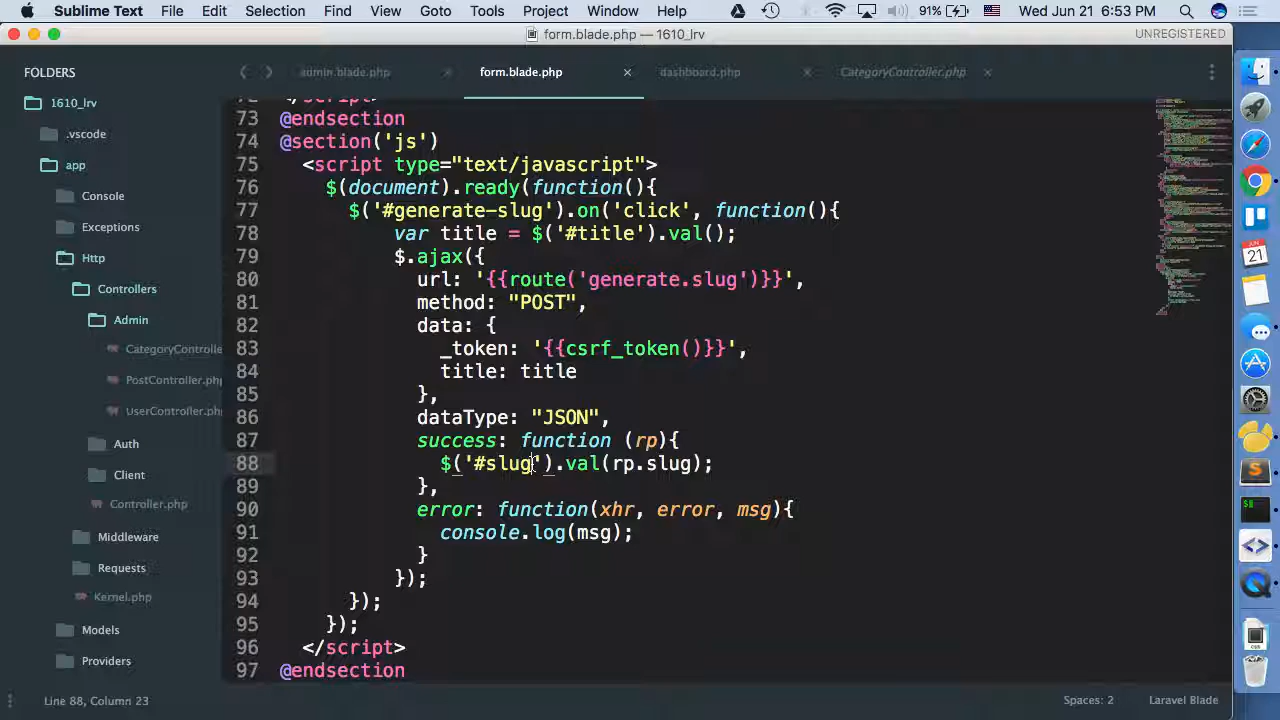 Sublime Text File Edit Selection Find View Goto Tools Project Window Help 91% Wed Jun 21 6:53 PM
form.blade.php — 1610_lrv UNREGISTERED
FOLDERS admin.blade.php form.blade.php dashboard.php CategoryController.php
1610_lrv
.vscode
app
Console
Exceptions
Http
Controllers
Admin
CategoryControlle
PostController.php
UserController.php
Auth
Client
Controller.php
Middleware
Requests
Kernel.php
Models
Providers
73 @endsection
74 @section('js')
75 <script type="text/javascript">
76 $(document).ready(function(){
77 $('#generate-slug').on('click', function(){
78 var title = $('#title').val();
79 $.ajax({
80 url: '{{route('generate.slug')}}',
81 method: "POST",
82 data: {
83 _token: '{{csrf_token()}}',
84 title: title
85 },
86 dataType: "JSON",
87 success: function (rp){
88 $('#slug').val(rp.slug);
89 },
90 error: function(xhr, error, msg){
91 console.log(msg);
92 }
93 });
94 });
95 });
96 </script>
97 @endsection
Line 88, Column 23 Spaces: 2 Laravel Blade